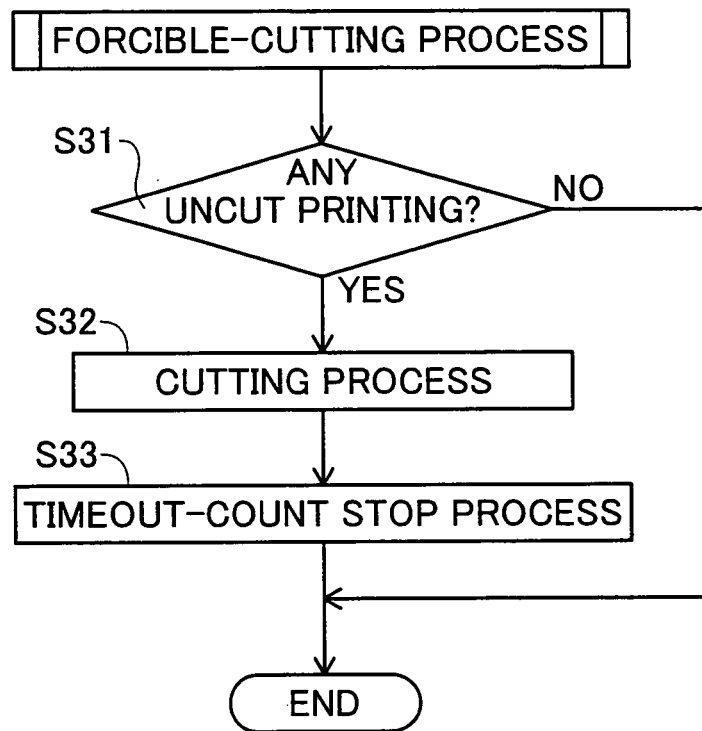 FORCIBLE-CUTTING PROCESS
S31
ANY
UNCUT PRINTING?
NO
YES
S32
CUTTING PROCESS
S33
TIMEOUT-COUNT STOP PROCESS
END